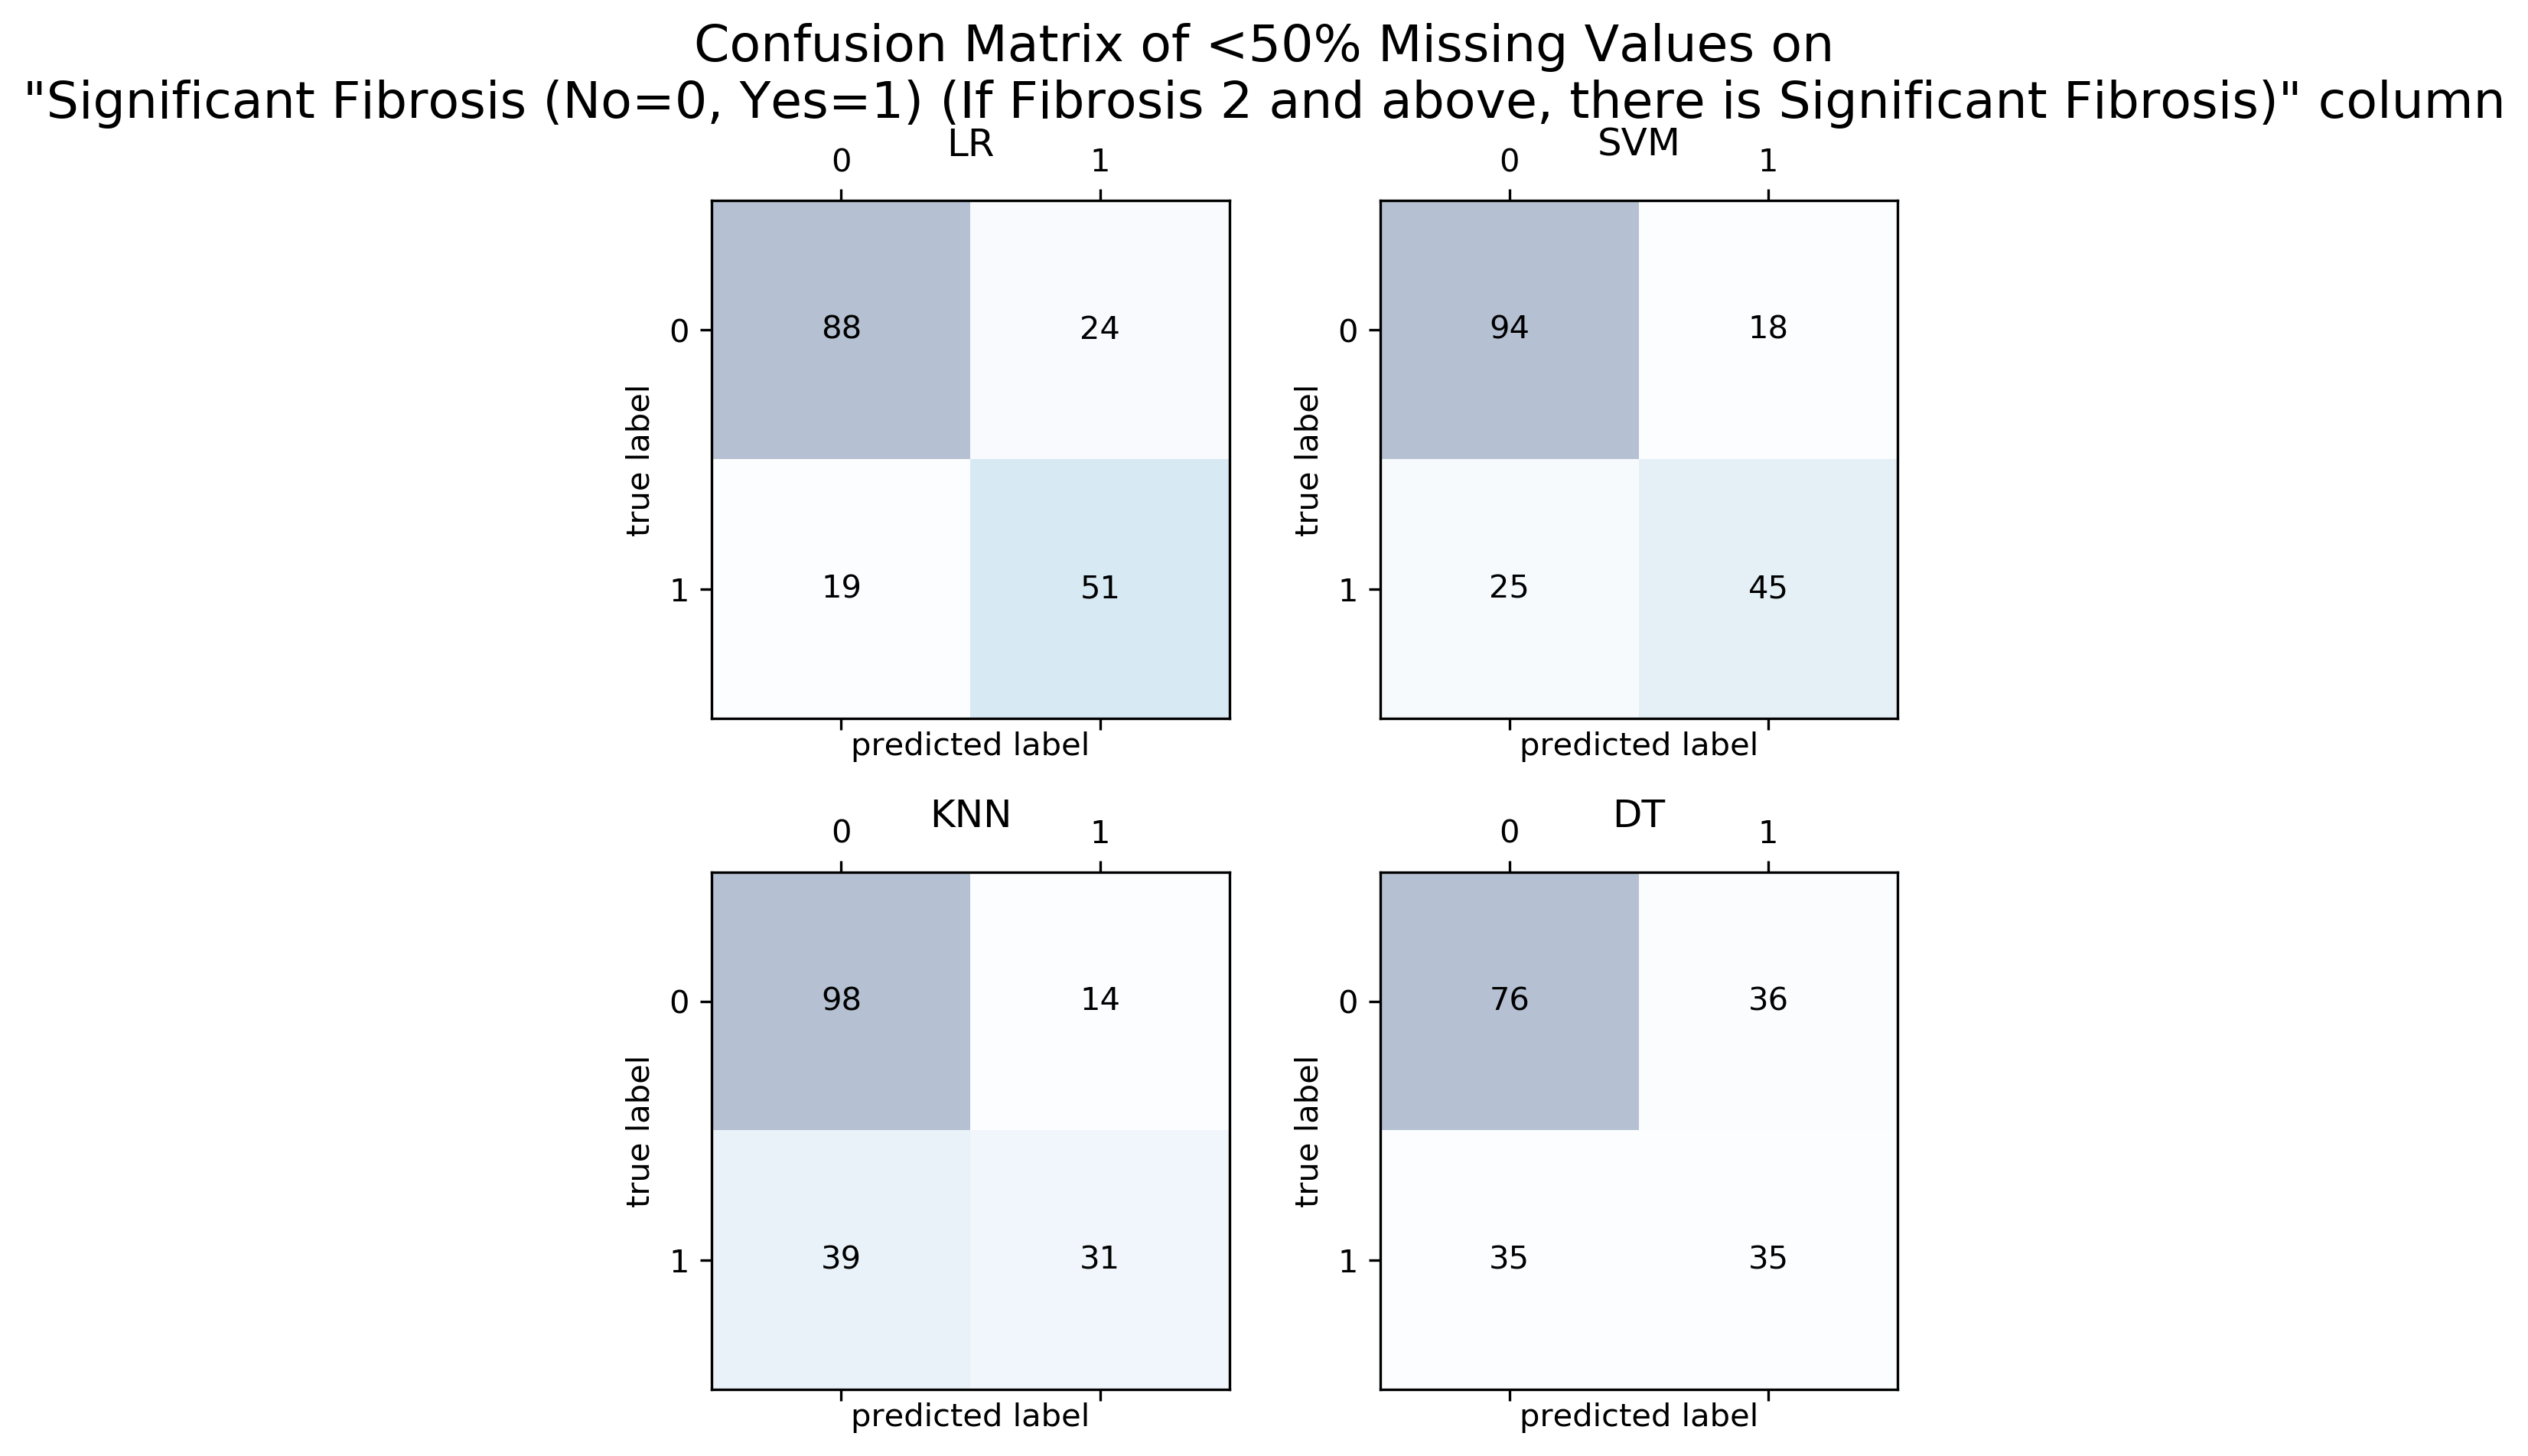 Confusion Matrix of <50% Missing Values on
"Significant Fibrosis (No=0, Yes=1) (If Fibrosis 2 and above, there is Significant Fibrosis)" column
LR
0 1
0 88 24
1 19 51
true label
predicted label
SVM
0 1
0 94 18
1 25 45
true label
predicted label
KNN
0 1
0 98 14
1 39 31
true label
predicted label
DT
0 1
0 76 36
1 35 35
true label
predicted label